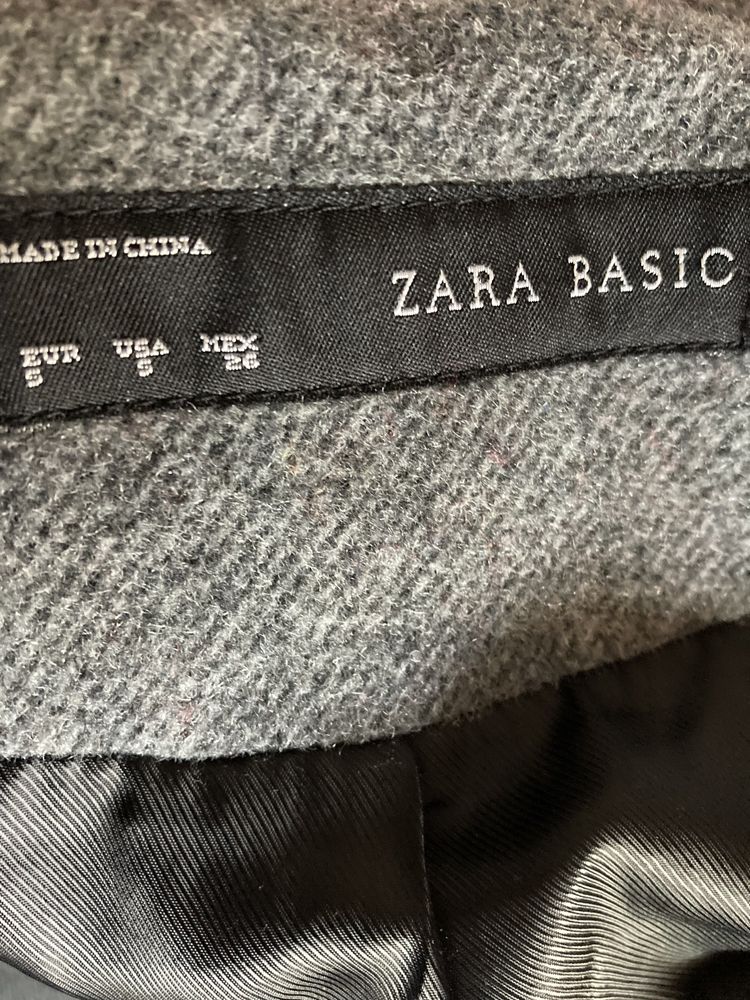 MADE IN CHINA
ZARA BASIC
EUR USA MEX
S S 26